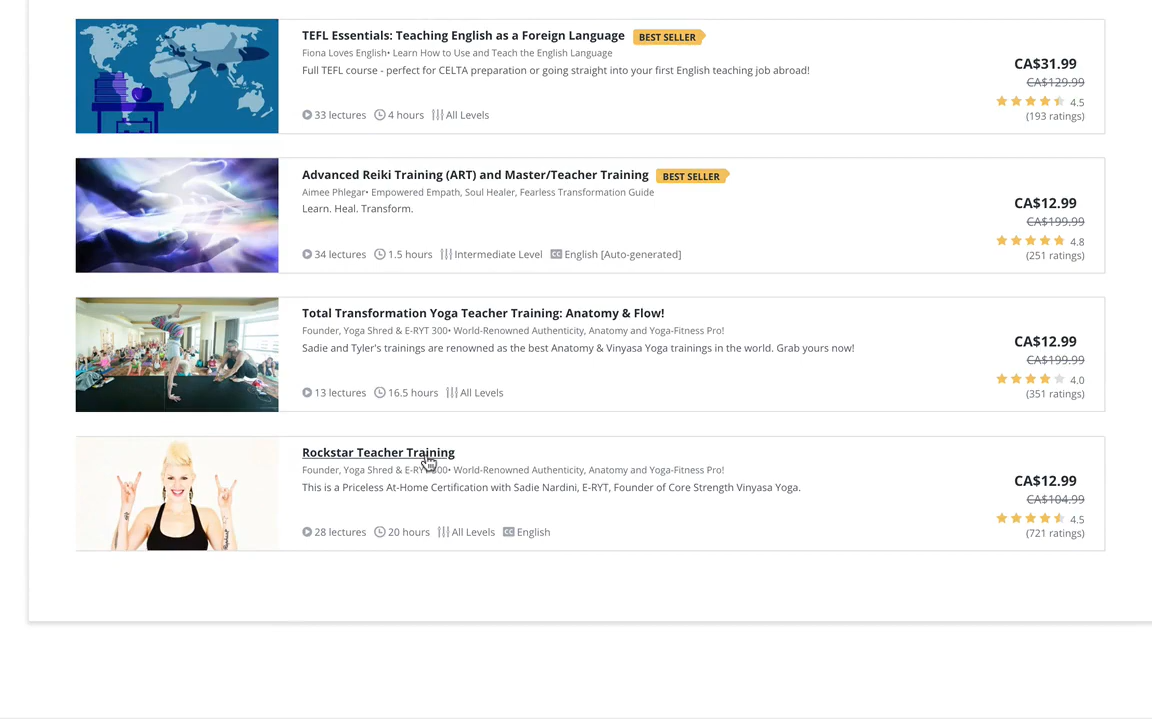 TEFL Essentials: Teaching English as a Foreign Language BEST SELLER
Fiona Loves English• Learn How to Use and Teach the English Language
Full TEFL course - perfect for CELTA preparation or going straight into your first English teaching job abroad!
33 lectures 4 hours All Levels
CA$31.99
CA$129.99
4.5
(193 ratings)
Advanced Reiki Training (ART) and Master/Teacher Training BEST SELLER
Aimee Phlegar• Empowered Empath, Soul Healer, Fearless Transformation Guide
Learn. Heal. Transform.
34 lectures 1.5 hours Intermediate Level CC English [Auto-generated]
CA$12.99
CA$199.99
4.8
(251 ratings)
Total Transformation Yoga Teacher Training: Anatomy & Flow!
Founder, Yoga Shred & E-RYT 300• World-Renowned Authenticity, Anatomy and Yoga-Fitness Pro!
Sadie and Tyler's trainings are renowned as the best Anatomy & Vinyasa Yoga trainings in the world. Grab yours now!
13 lectures 16.5 hours All Levels
CA$12.99
CA$199.99
4.0
(351 ratings)
Rockstar Teacher Training
Founder, Yoga Shred & E-RYT 300• World-Renowned Authenticity, Anatomy and Yoga-Fitness Pro!
This is a Priceless At-Home Certification with Sadie Nardini, E-RYT, Founder of Core Strength Vinyasa Yoga.
28 lectures 20 hours All Levels CC English
CA$12.99
CA$104.99
4.5
(721 ratings)